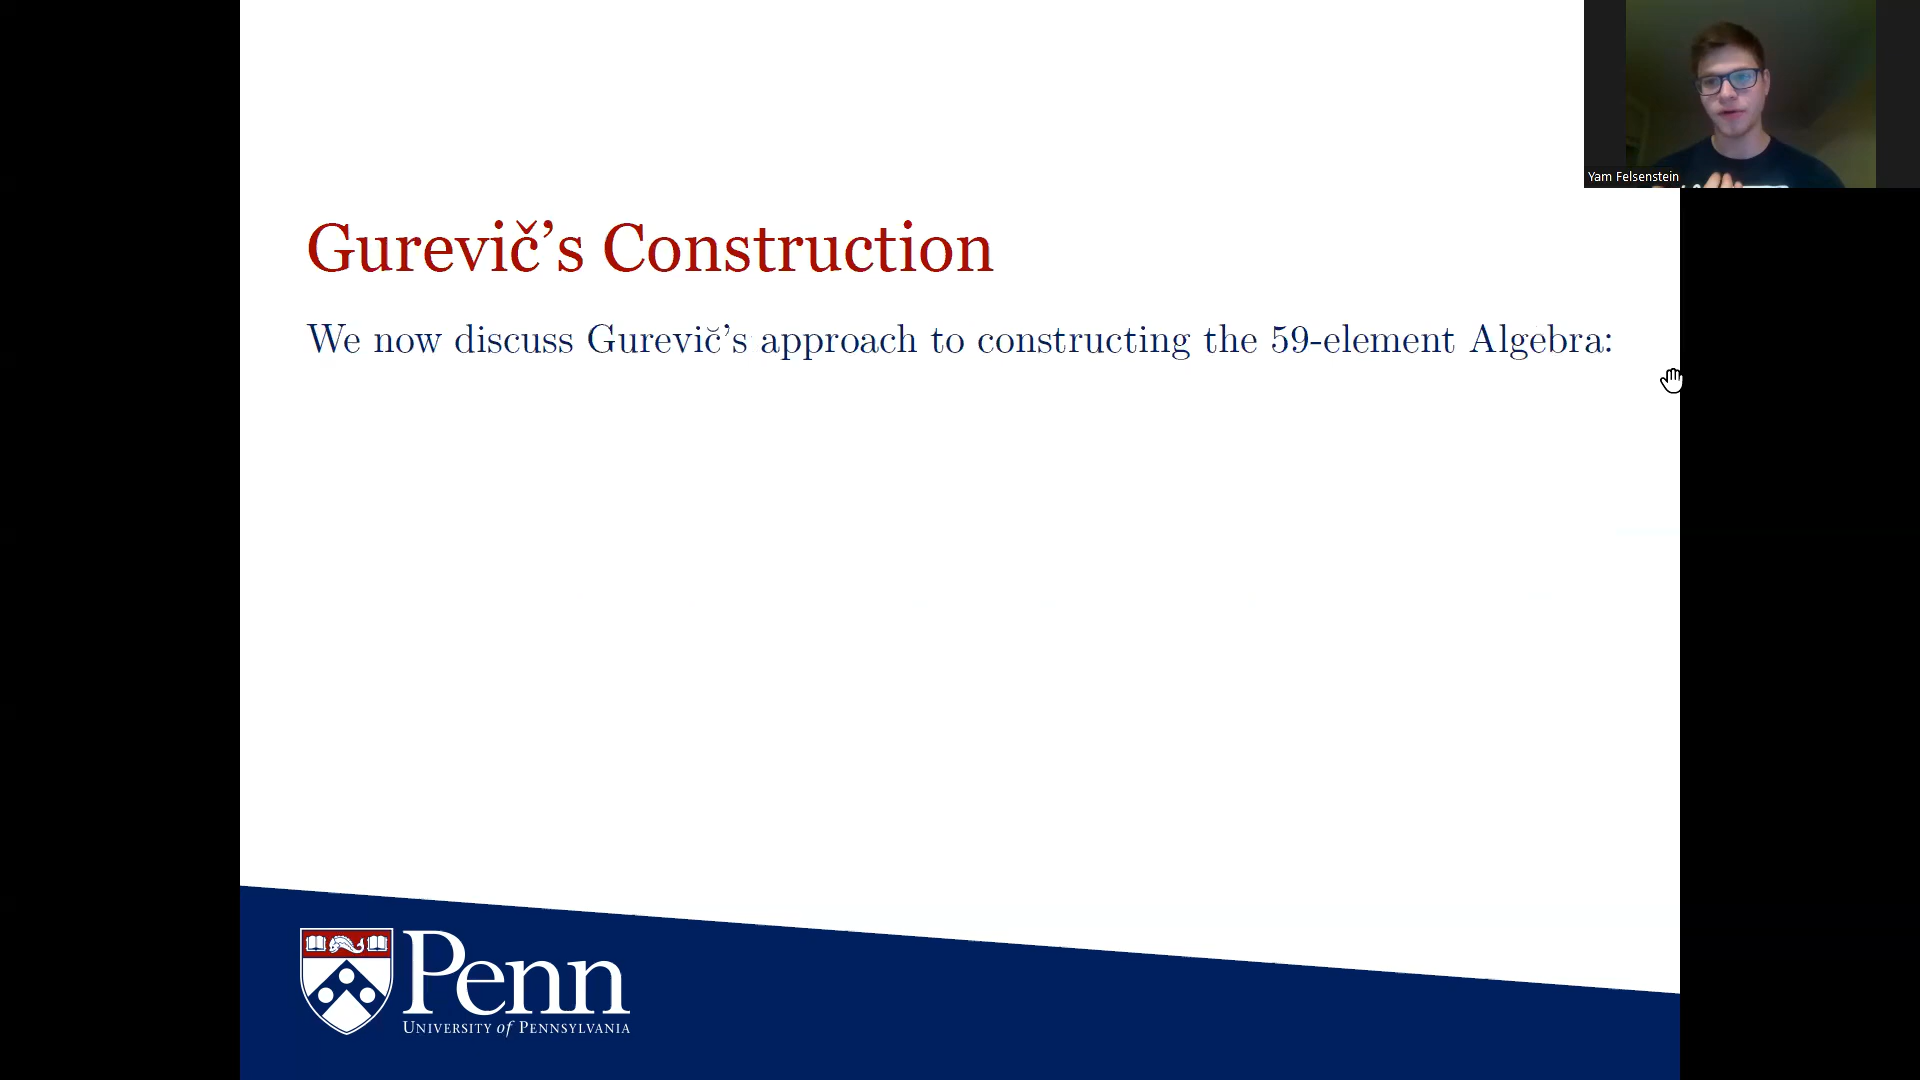 Yam Felsenstein
Gurevič’s Construction
We now discuss Gurevič’s approach to constructing the 59-element Algebra:
Penn
UNIVERSITY of PENNSYLVANIA